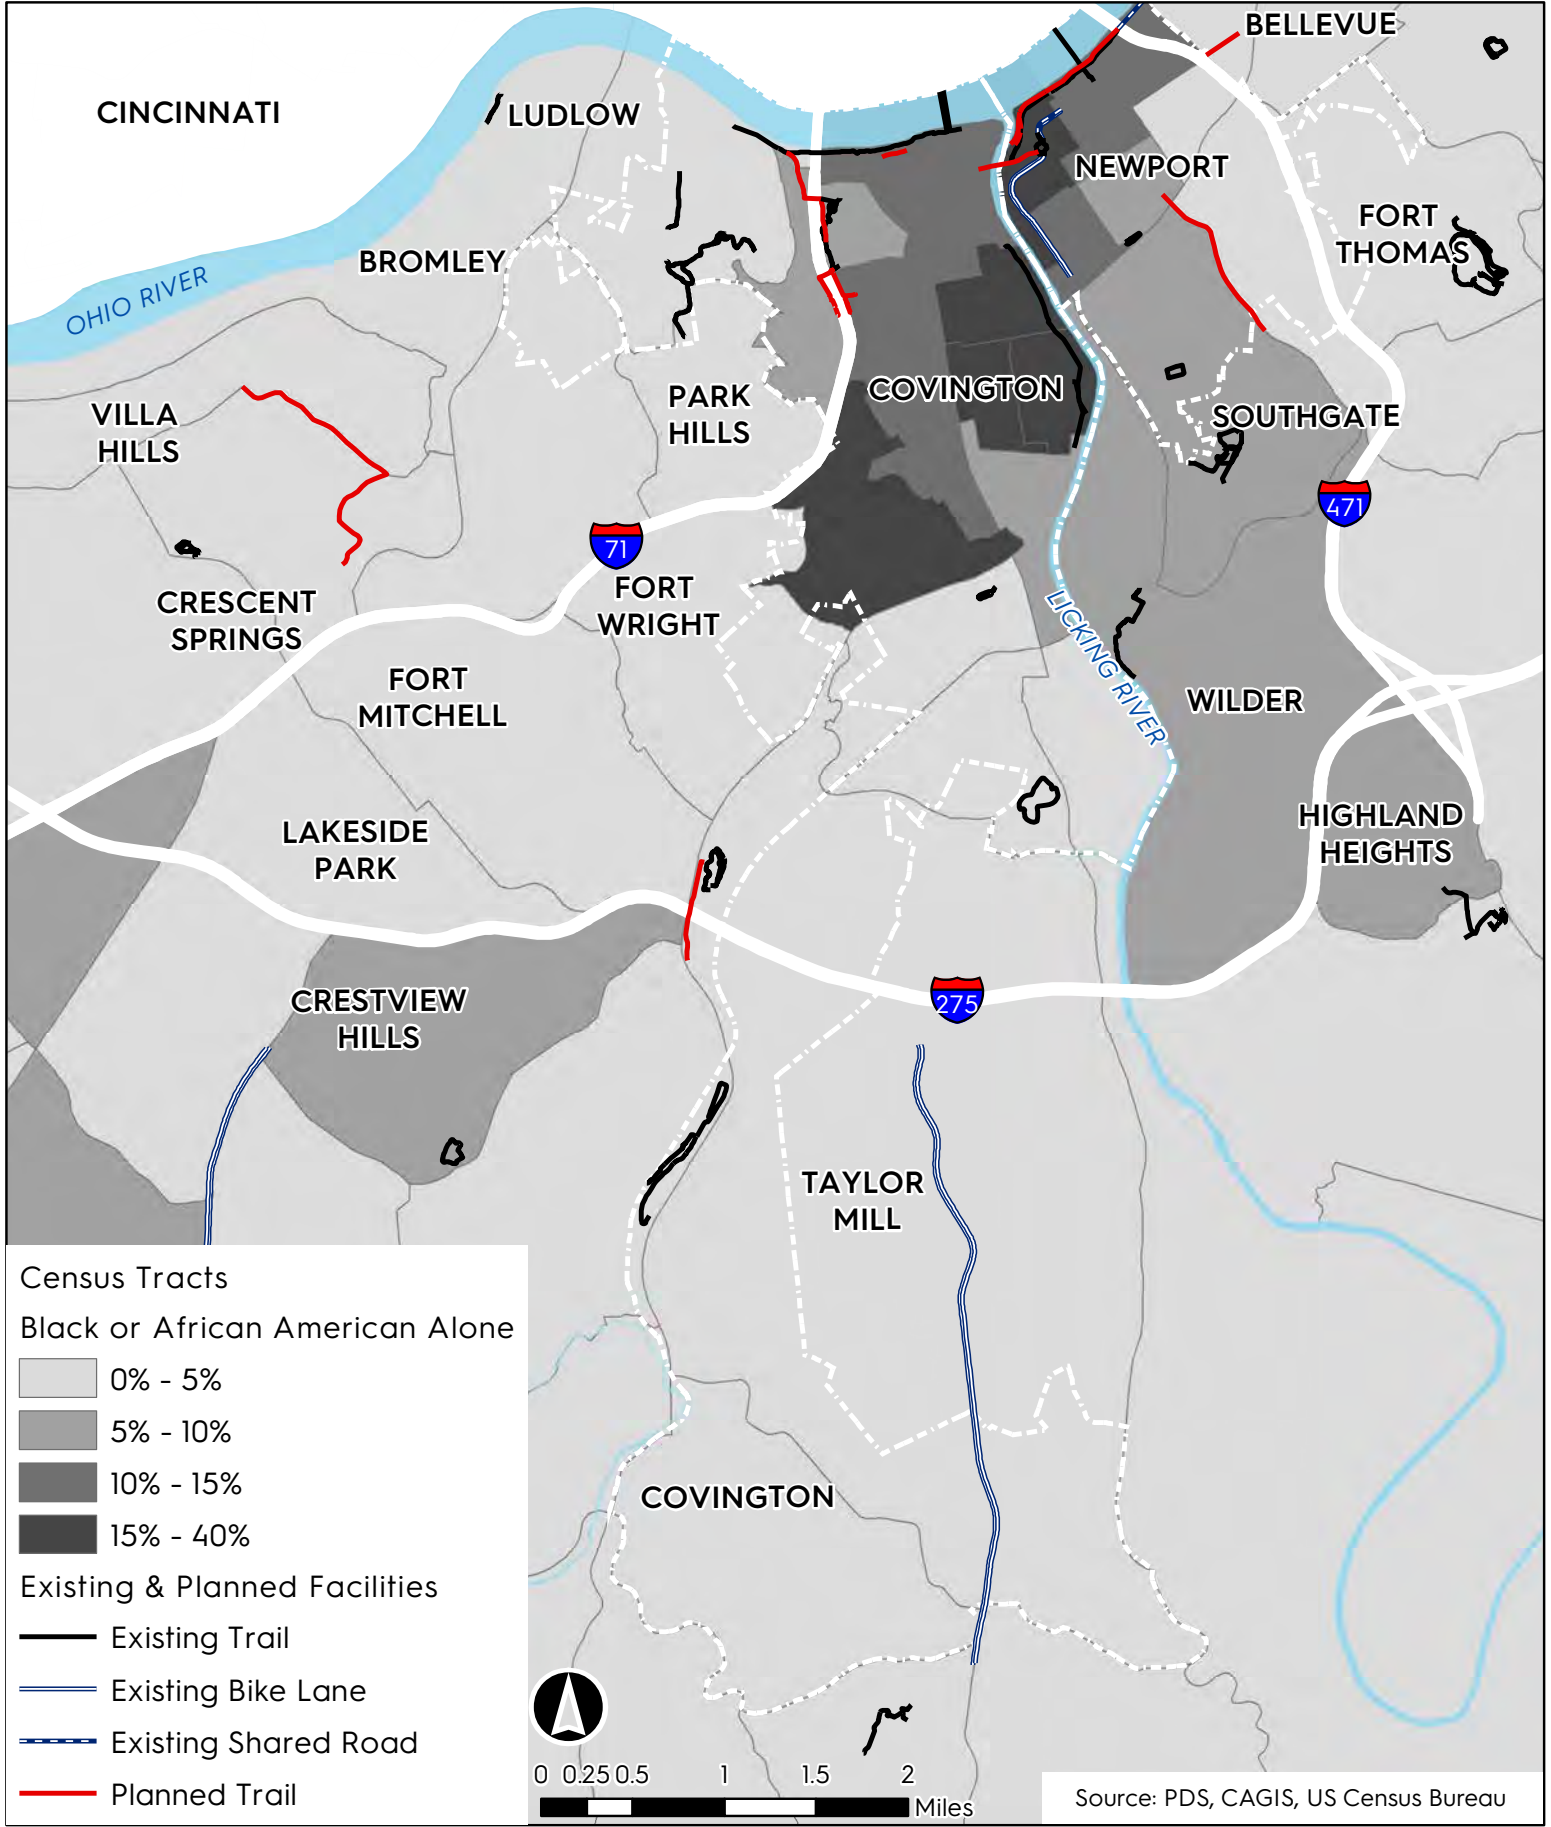 BELLEVUE
CINCINNATI
LUDLOW
NEWPORT
FORT
THOMAS
BROMLEY
OHIO RIVER
PARK
HILLS
COVINGTON
VILLA
HILLS
SOUTHGATE
471
71
CRESCENT
SPRINGS
FORT
WRIGHT
LICKING RIVER
FORT
MITCHELL
WILDER
LAKESIDE
PARK
HIGHLAND
HEIGHTS
CRESTVIEW
HILLS
275
TAYLOR
MILL
COVINGTON
Census Tracts
Black or African American Alone
0% - 5%
5% - 10%
10% - 15%
15% - 40%
Existing & Planned Facilities
Existing Trail
Existing Bike Lane
Existing Shared Road
Planned Trail
0 0.25 0.5 1 1.5 2
Miles
Source: PDS, CAGIS, US Census Bureau